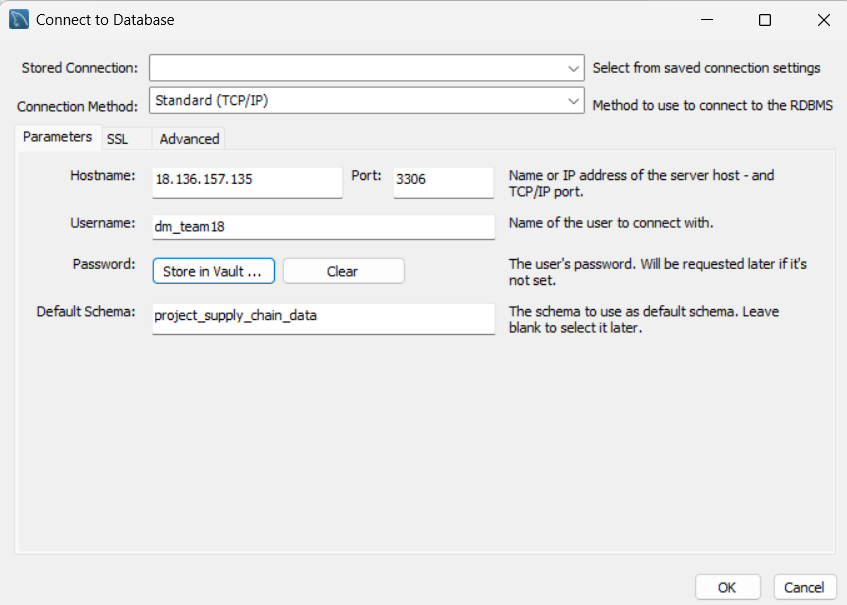 Connect to Database
Stored Connection: Select from saved connection settings
Connection Method: Standard (TCP/IP) Method to use to connect to the RDBMS
Parameters SSL Advanced
Hostname: 18.136.157.135 Port: 3306 Name or IP address of the server host - and
TCP/IP port.
Username: dm_team18 Name of the user to connect with.
Password: Store in Vault ... Clear The user's password. Will be requested later if it's
not set.
Default Schema: project_supply_chain_data The schema to use as default schema. Leave
blank to select it later.
OK Cancel